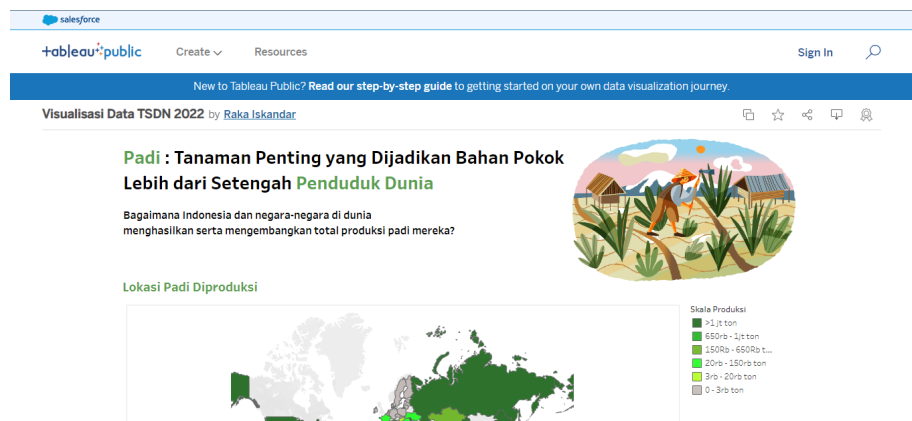 salesforce
+ableau public Create Resources Sign In
New to Tableau Public? Read our step-by-step guide to getting started on your own data visualization journey.
Visualisasi Data TSDN 2022 by Raka Iskandar
Padi : Tanaman Penting yang Dijadikan Bahan Pokok
Lebih dari Setengah Penduduk Dunia
Bagaimana Indonesia dan negara-negara di dunia
menghasilkan serta mengembangkan total produksi padi mereka?
Lokasi Padi Diproduksi
Skala Produksi
>1 jt ton
650rb - 1jt ton
150Rb - 650Rb t...
20rb - 150rb ton
3rb - 20rb ton
0 - 3rb ton